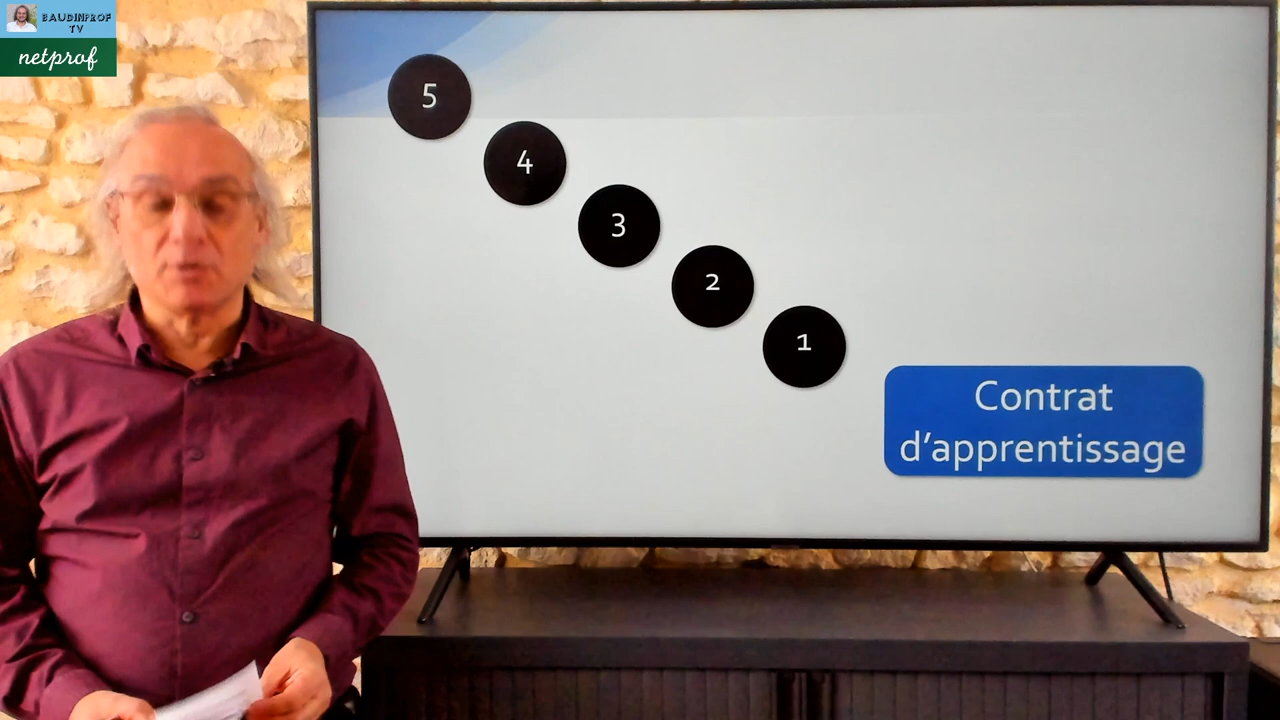 BAUDINPROF
TV
netprof
5
4
3
2
1
Contrat
d'apprentissage